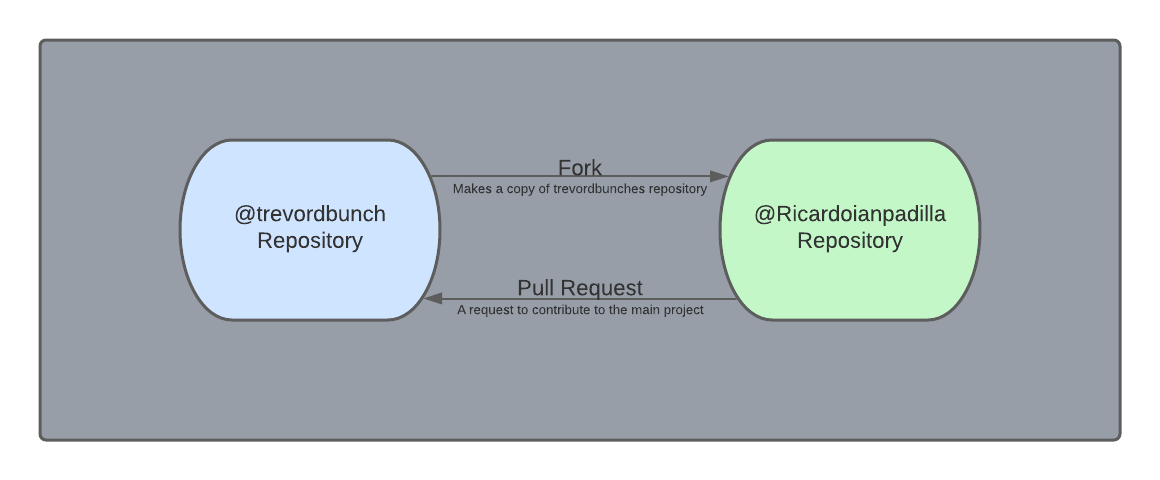 Fork
Makes a copy of trevordbunches repository
@trevordbunch
Repository
@Ricardoianpadilla
Repository
Pull Request
A request to contribute to the main project